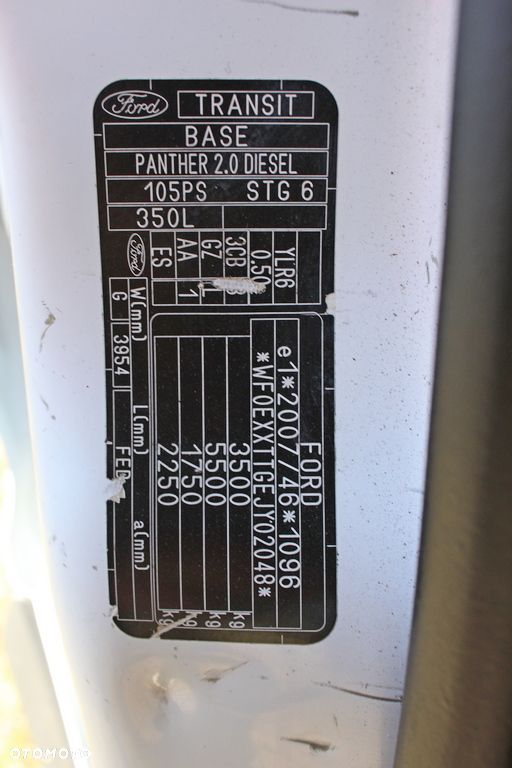 Ford TRANSIT
BASE
PANTHER 2.0 DIESEL
105PS STG 6
350L
Ford
YLR6
0.50
3CB
GZ
AA 1
ES
W(mm) L(mm) a(mm)
G 3954
FORD
e1*2007/46*1096
*WF0EXXTTGEJY02048*
3500 kg
5500 kg
1750 kg
2250 kg
OTOMOTO